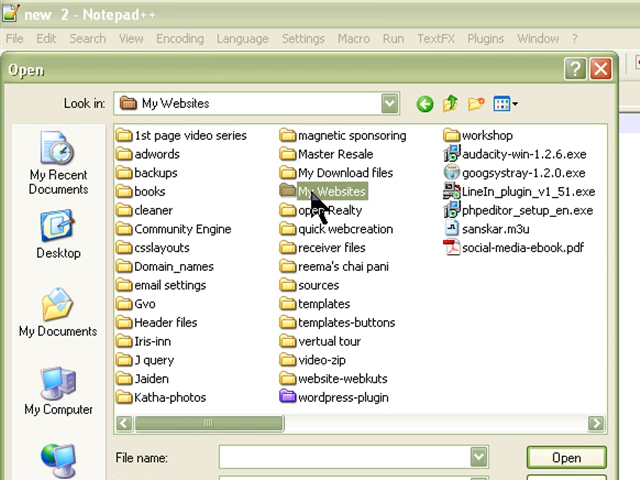 new 2 - Notepad++
File Edit Search View Encoding Language Settings Macro Run TextFX Plugins Window ?
Open
Look in: My Websites
My Recent
Documents
Desktop
My Documents
My Computer
1st page video series
adwords
backups
books
cleaner
Community Engine
csslayouts
Domain_names
email settings
Gvo
Header files
Iris-inn
J query
Jaiden
Katha-photos
magnetic sponsoring
Master Resale
My Download files
My Websites
open Realty
quick webcreation
receiver files
reema's chai pani
sources
templates
templates-buttons
vertual tour
video-zip
website-webkuts
wordpress-plugin
workshop
audacity-win-1.2.6.exe
googsystray-1.2.0.exe
LineIn_plugin_v1_51.exe
phpeditor_setup_en.exe
sanskar.m3u
social-media-ebook.pdf
File name:
Open